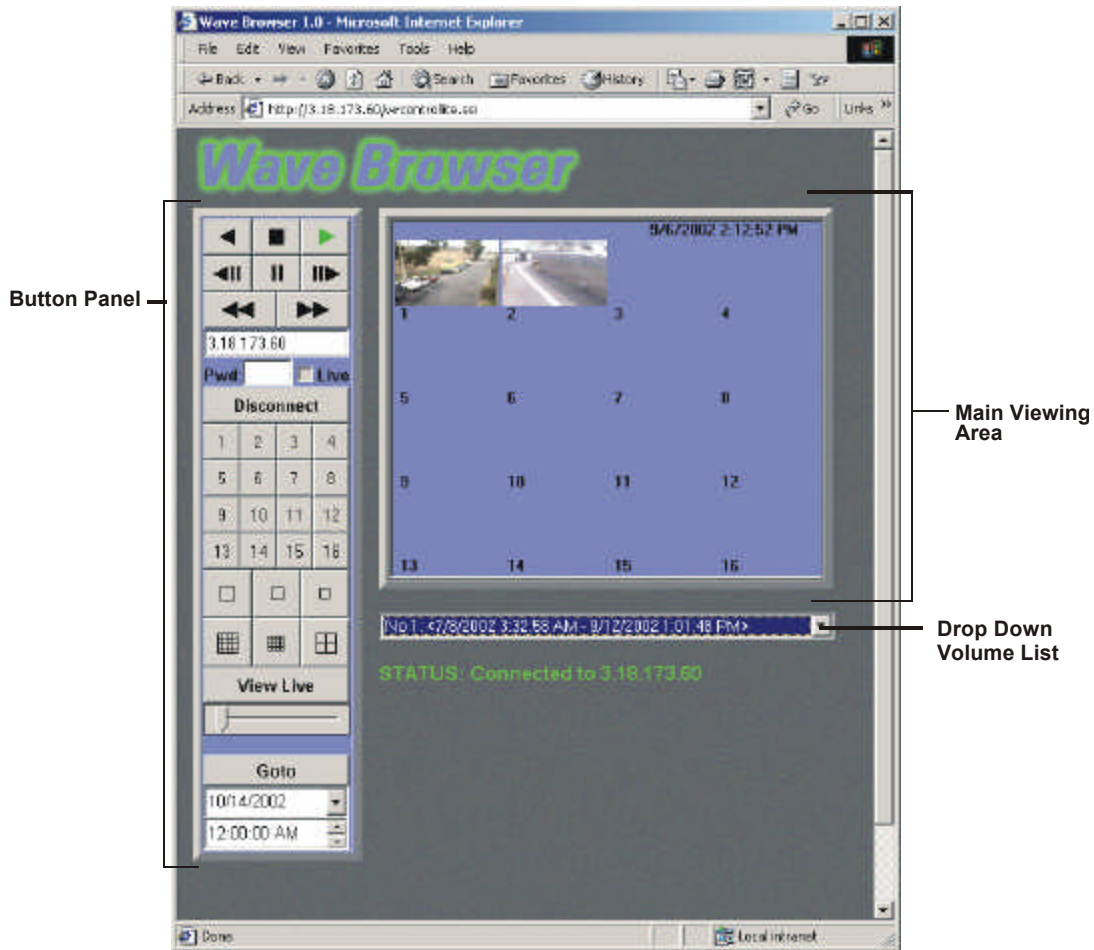 Wave Browser 1.0 - Microsoft Internet Explorer
File Edit View Favorites Tools Help
Back Search Favorites History
Address http://3.18.173.60/ Go Links »
Wave Browser
Button Panel
9/6/2002 2:12:52 PM
1 2 3 4
5 6 7 8
9 10 11 12
13 14 15 16
Main Viewing
Area
3.18.173.60
Pwd: Live
Disconnect
1 2 3 4
5 6 7 8
9 10 11 12
13 14 15 16
View Live
Goto
10/14/2002
12:00:00 AM
No 1. <7/8/2002 3:32:58 AM - 9/12/2002 1:01:48 PM>
Drop Down
Volume List
STATUS: Connected to 3.18.173.60
Done Local intranet